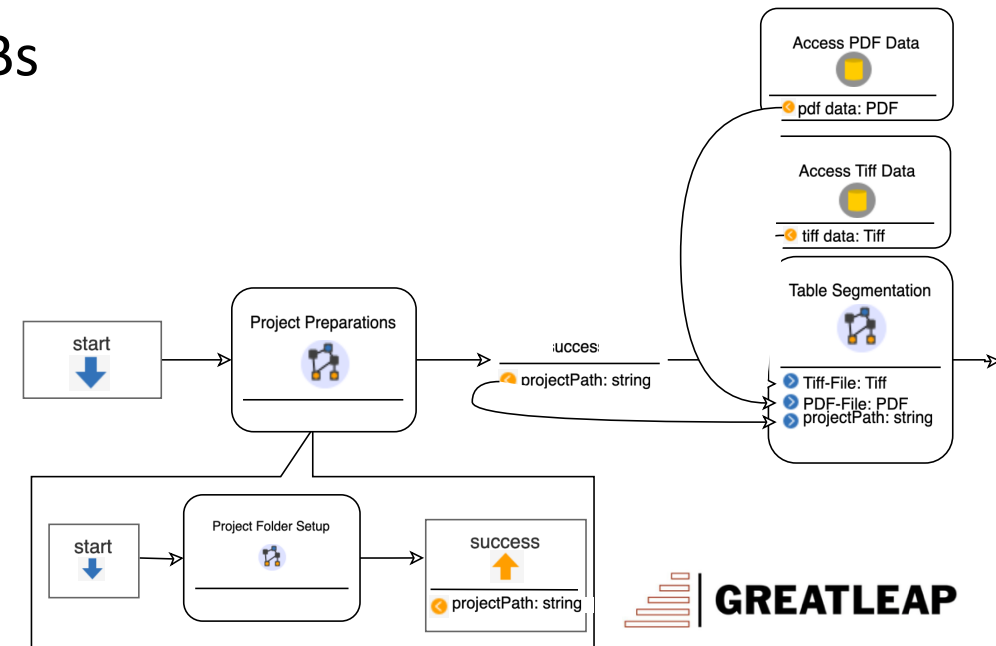 Bs
Access PDF Data
pdf data: PDF
Access Tiff Data
tiff data: Tiff
Table Segmentation
Tiff-File: Tiff
PDF-File: PDF
projectPath: string
start
Project Preparations
projectPath: string
start
Project Folder Setup
success
projectPath: string
GREATLEAP